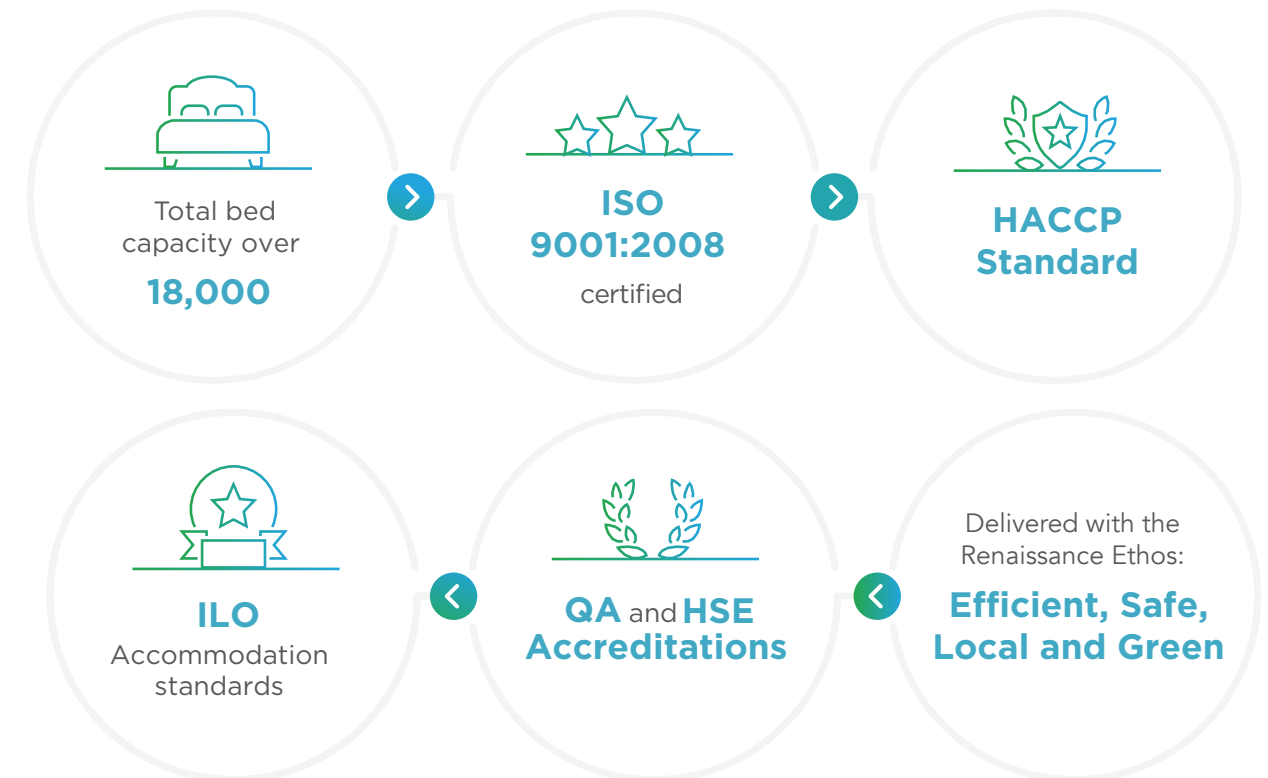 Total bed
capacity over
18,000
ISO
9001:2008
certified
HACCP
Standard
ILO
Accommodation
standards
QA and HSE
Accreditations
Delivered with the
Renaissance Ethos:
Efficient, Safe,
Local and Green